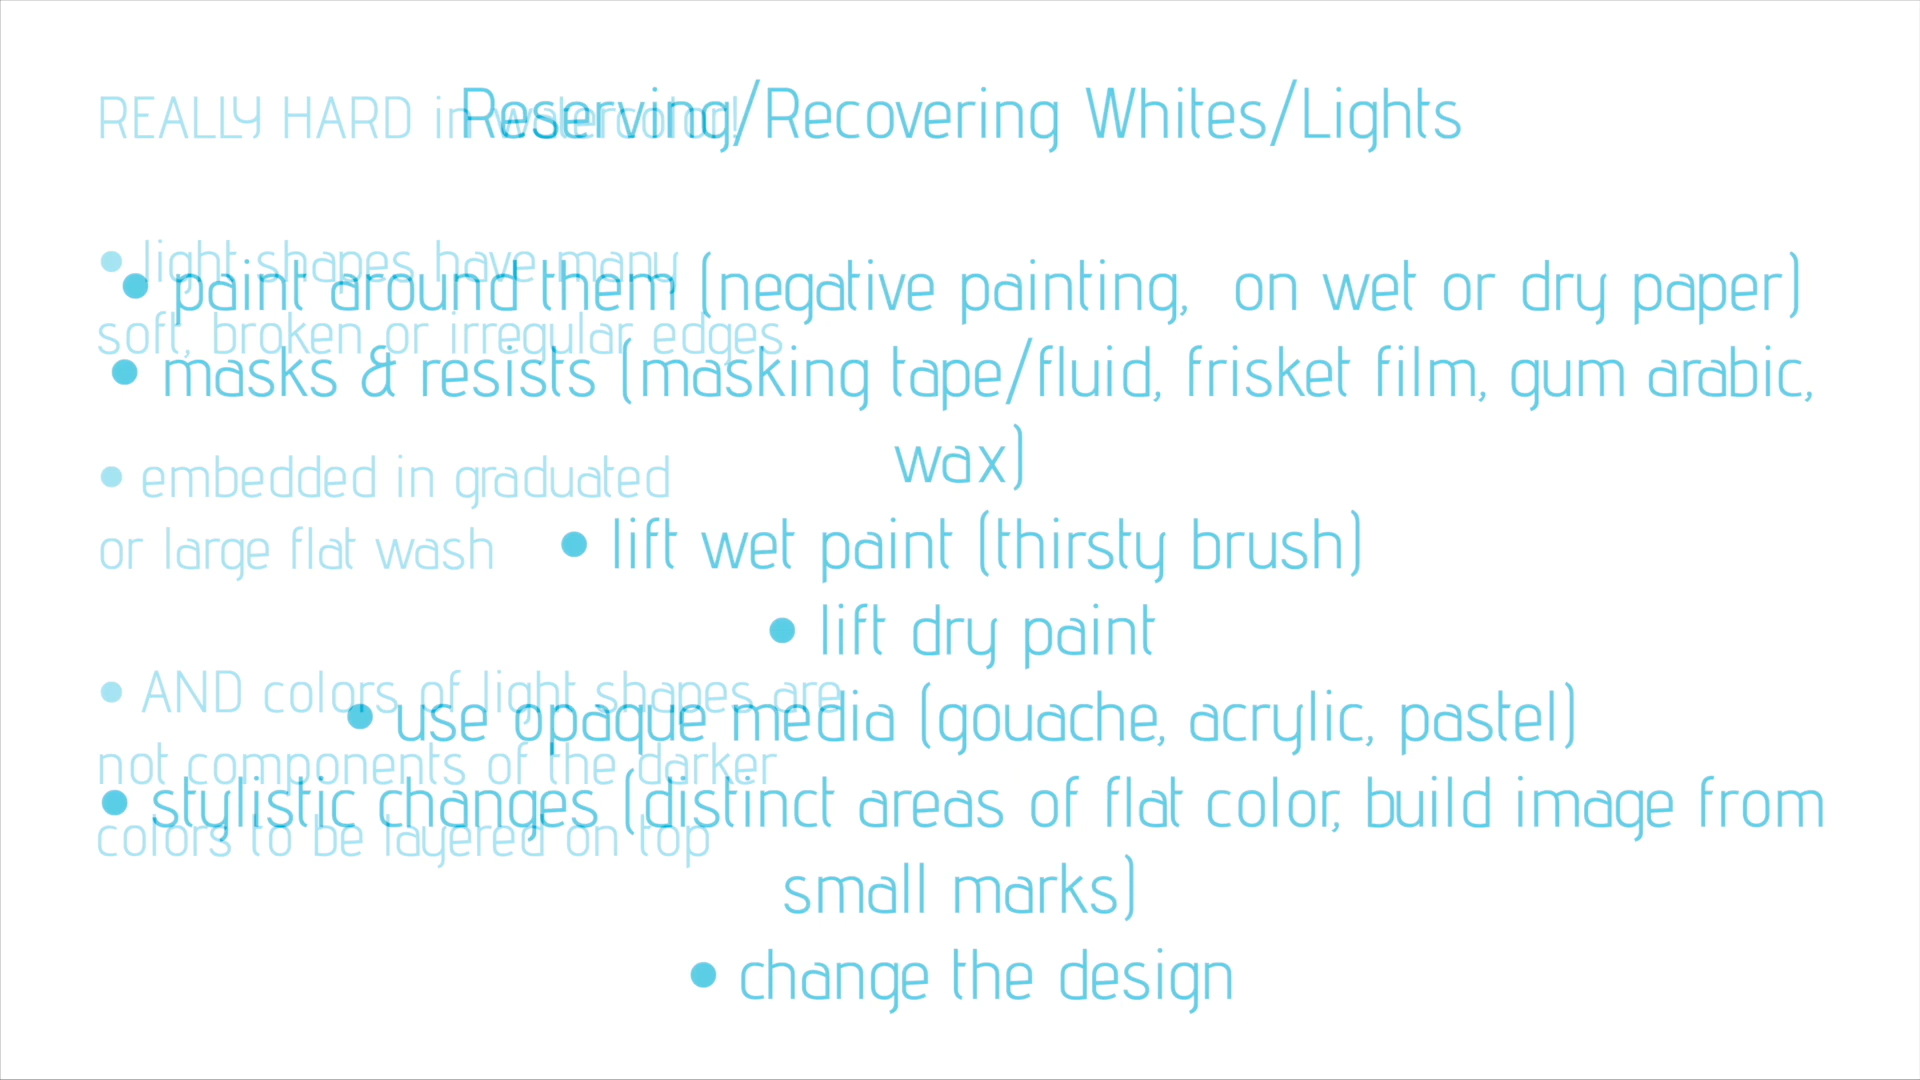 REALLY HARD in watercolor!
• light shapes have many
soft, broken or irregular edges
• embedded in graduated
or large flat wash
• AND colors of light shapes are
not components of the darker
colors to be layered on top
Reserving/Recovering Whites/Lights
• paint around them (negative painting, on wet or dry paper)
• masks & resists (masking tape/fluid, frisket film, gum arabic,
wax)
• lift wet paint (thirsty brush)
• lift dry paint
• use opaque media (gouache, acrylic, pastel)
• stylistic changes (distinct areas of flat color, build image from
small marks)
• change the design